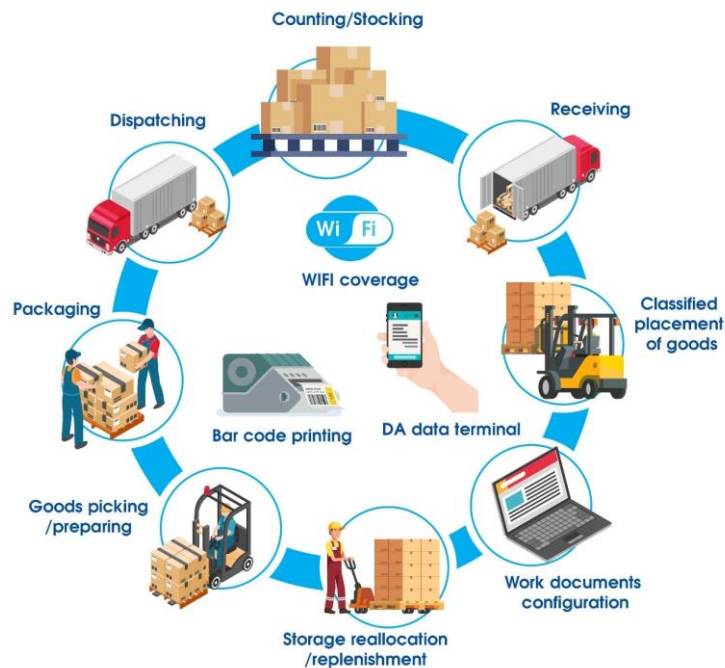 Counting/Stocking
Receiving
Dispatching
Wi Fi
WIFI coverage
Packaging
Classified
placement
of goods
Bar code printing
DA data terminal
Goods picking
/preparing
Work documents
configuration
Storage reallocation
/replenishment